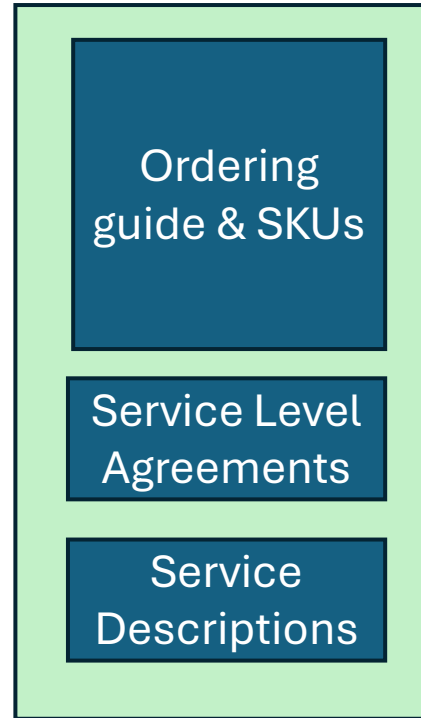 Ordering
guide & SKUs
Service Level
Agreements
Service
Descriptions